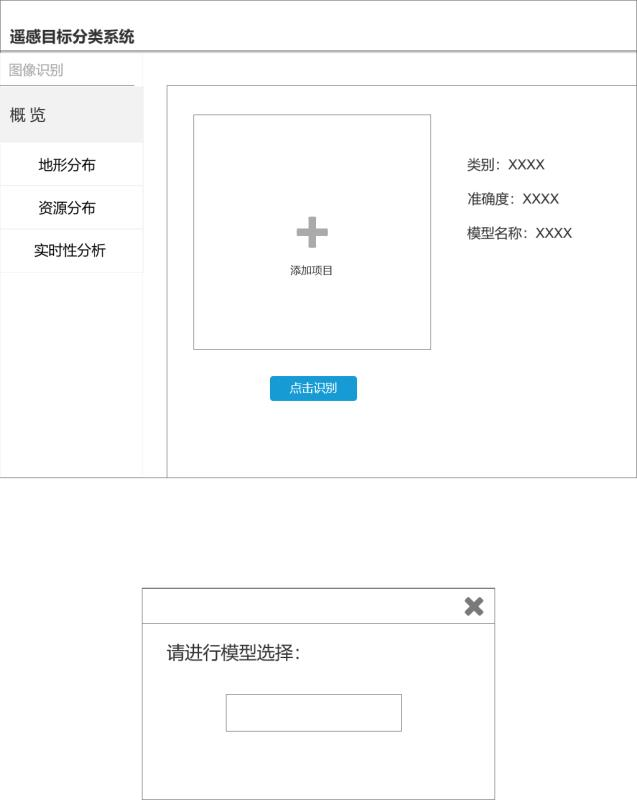 遥感目标分类系统
图像识别
概 览
地形分布
资源分布
实时性分析
添加项目
点击识别
类别：XXXX
准确度：XXXX
模型名称：XXXX
请进行模型选择：